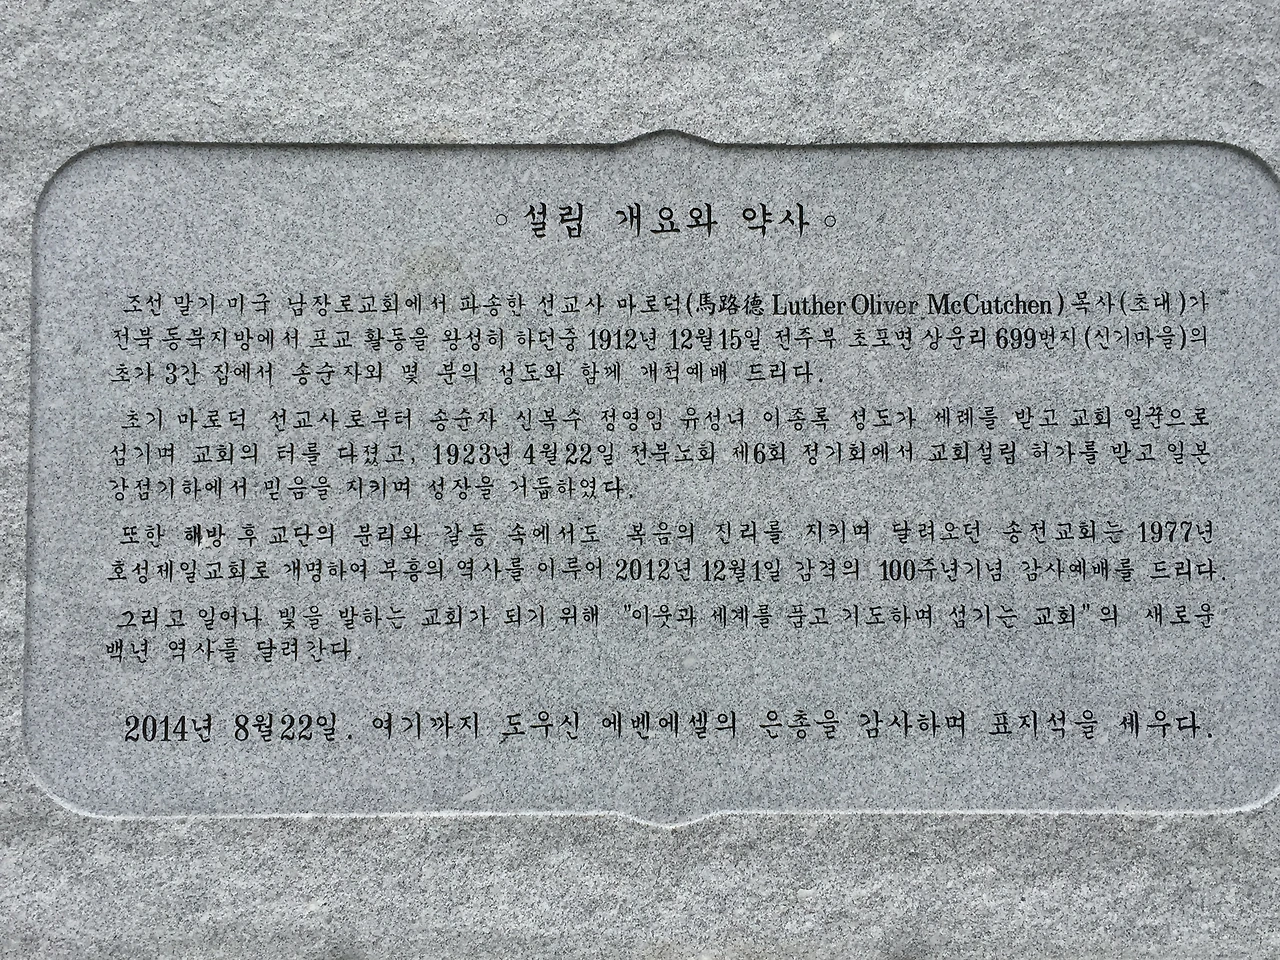 ◦ 설립 개요와 약사 ◦
조선 말기 미국 남장로교회에서 파송한 선교사 마로덕(馬路德 Luther Oliver McCutchen)목사(초대)가
전북 동북지방에서 포교 활동을 왕성히 하던중 1912년 12월15일 전주부 초포면 상운리 699번지(신기마을)의
초가 3간 집에서 송순자외 몇 분의 성도와 함께 개척예배 드리다.
초기 마로덕 선교사로부터 송순자 신복수 정영임 유성녀 이종록 성도가 세례를 받고 교회 일꾼으로
섬기며 교회의 터를 다졌고, 1923년 4월22일 전북노회 제6회 정기회에서 교회설립 허가를 받고 일본
강점기하에서 믿음을 지키며 성장을 거듭하였다.
또한 해방 후 교단의 분리와 갈등 속에서도 복음의 진리를 지키며 달려오던 송전교회는 1977년
호성제일교회로 개명하여 부흥의 역사를 이루어 2012년 12월1일 감격의 100주년기념 감사예배를 드리다.
그리고 일어나 빛을 발하는 교회가 되기 위해 "이웃과 세계를 품고 기도하며 섬기는 교회"의 새로운
백년 역사를 달려간다.
2014년 8월22일. 여기까지 도우신 에벤에셀의 은총을 감사하며 표지석을 세우다.